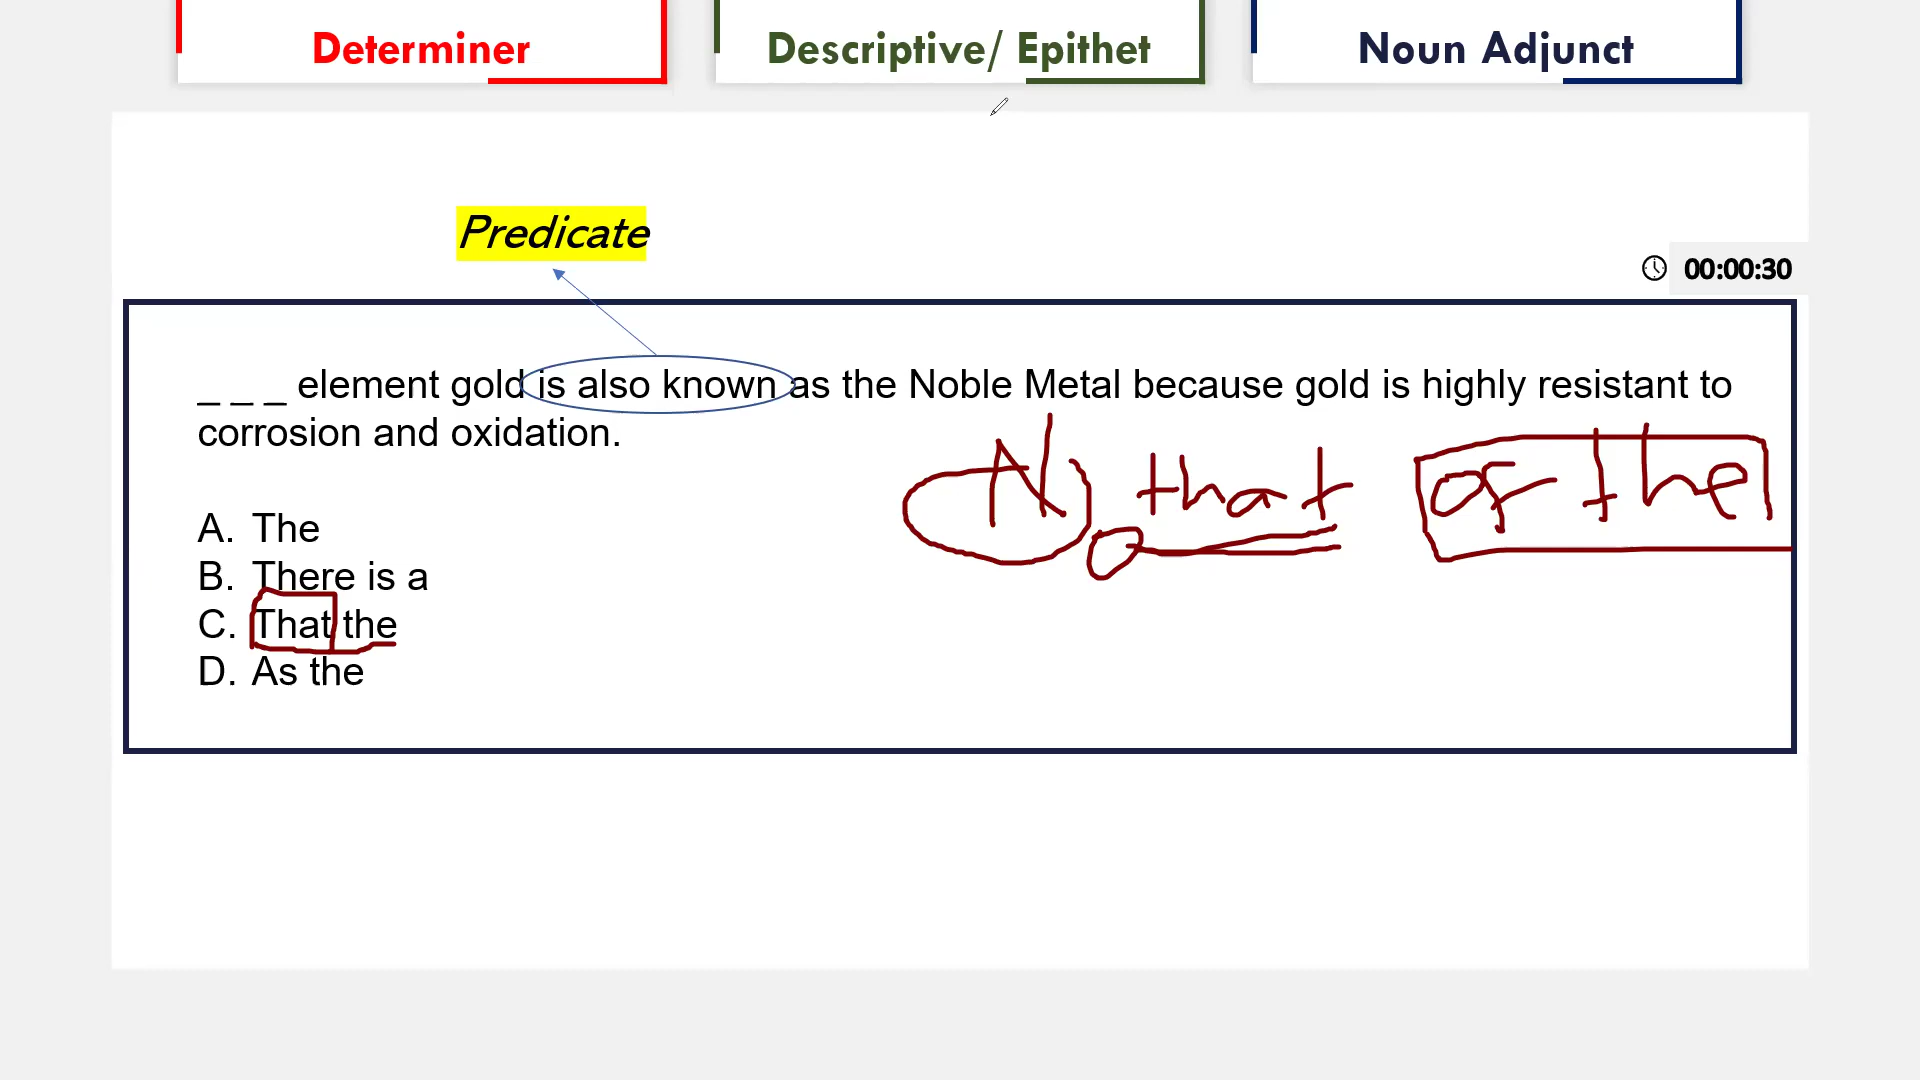 Determiner
Descriptive/ Epithet
Noun Adjunct
Predicate
00:00:30
_ _ _ element gold is also known as the Noble Metal because gold is highly resistant to
corrosion and oxidation.
N that of the
A. The
B. There is a
C. That the
D. As the